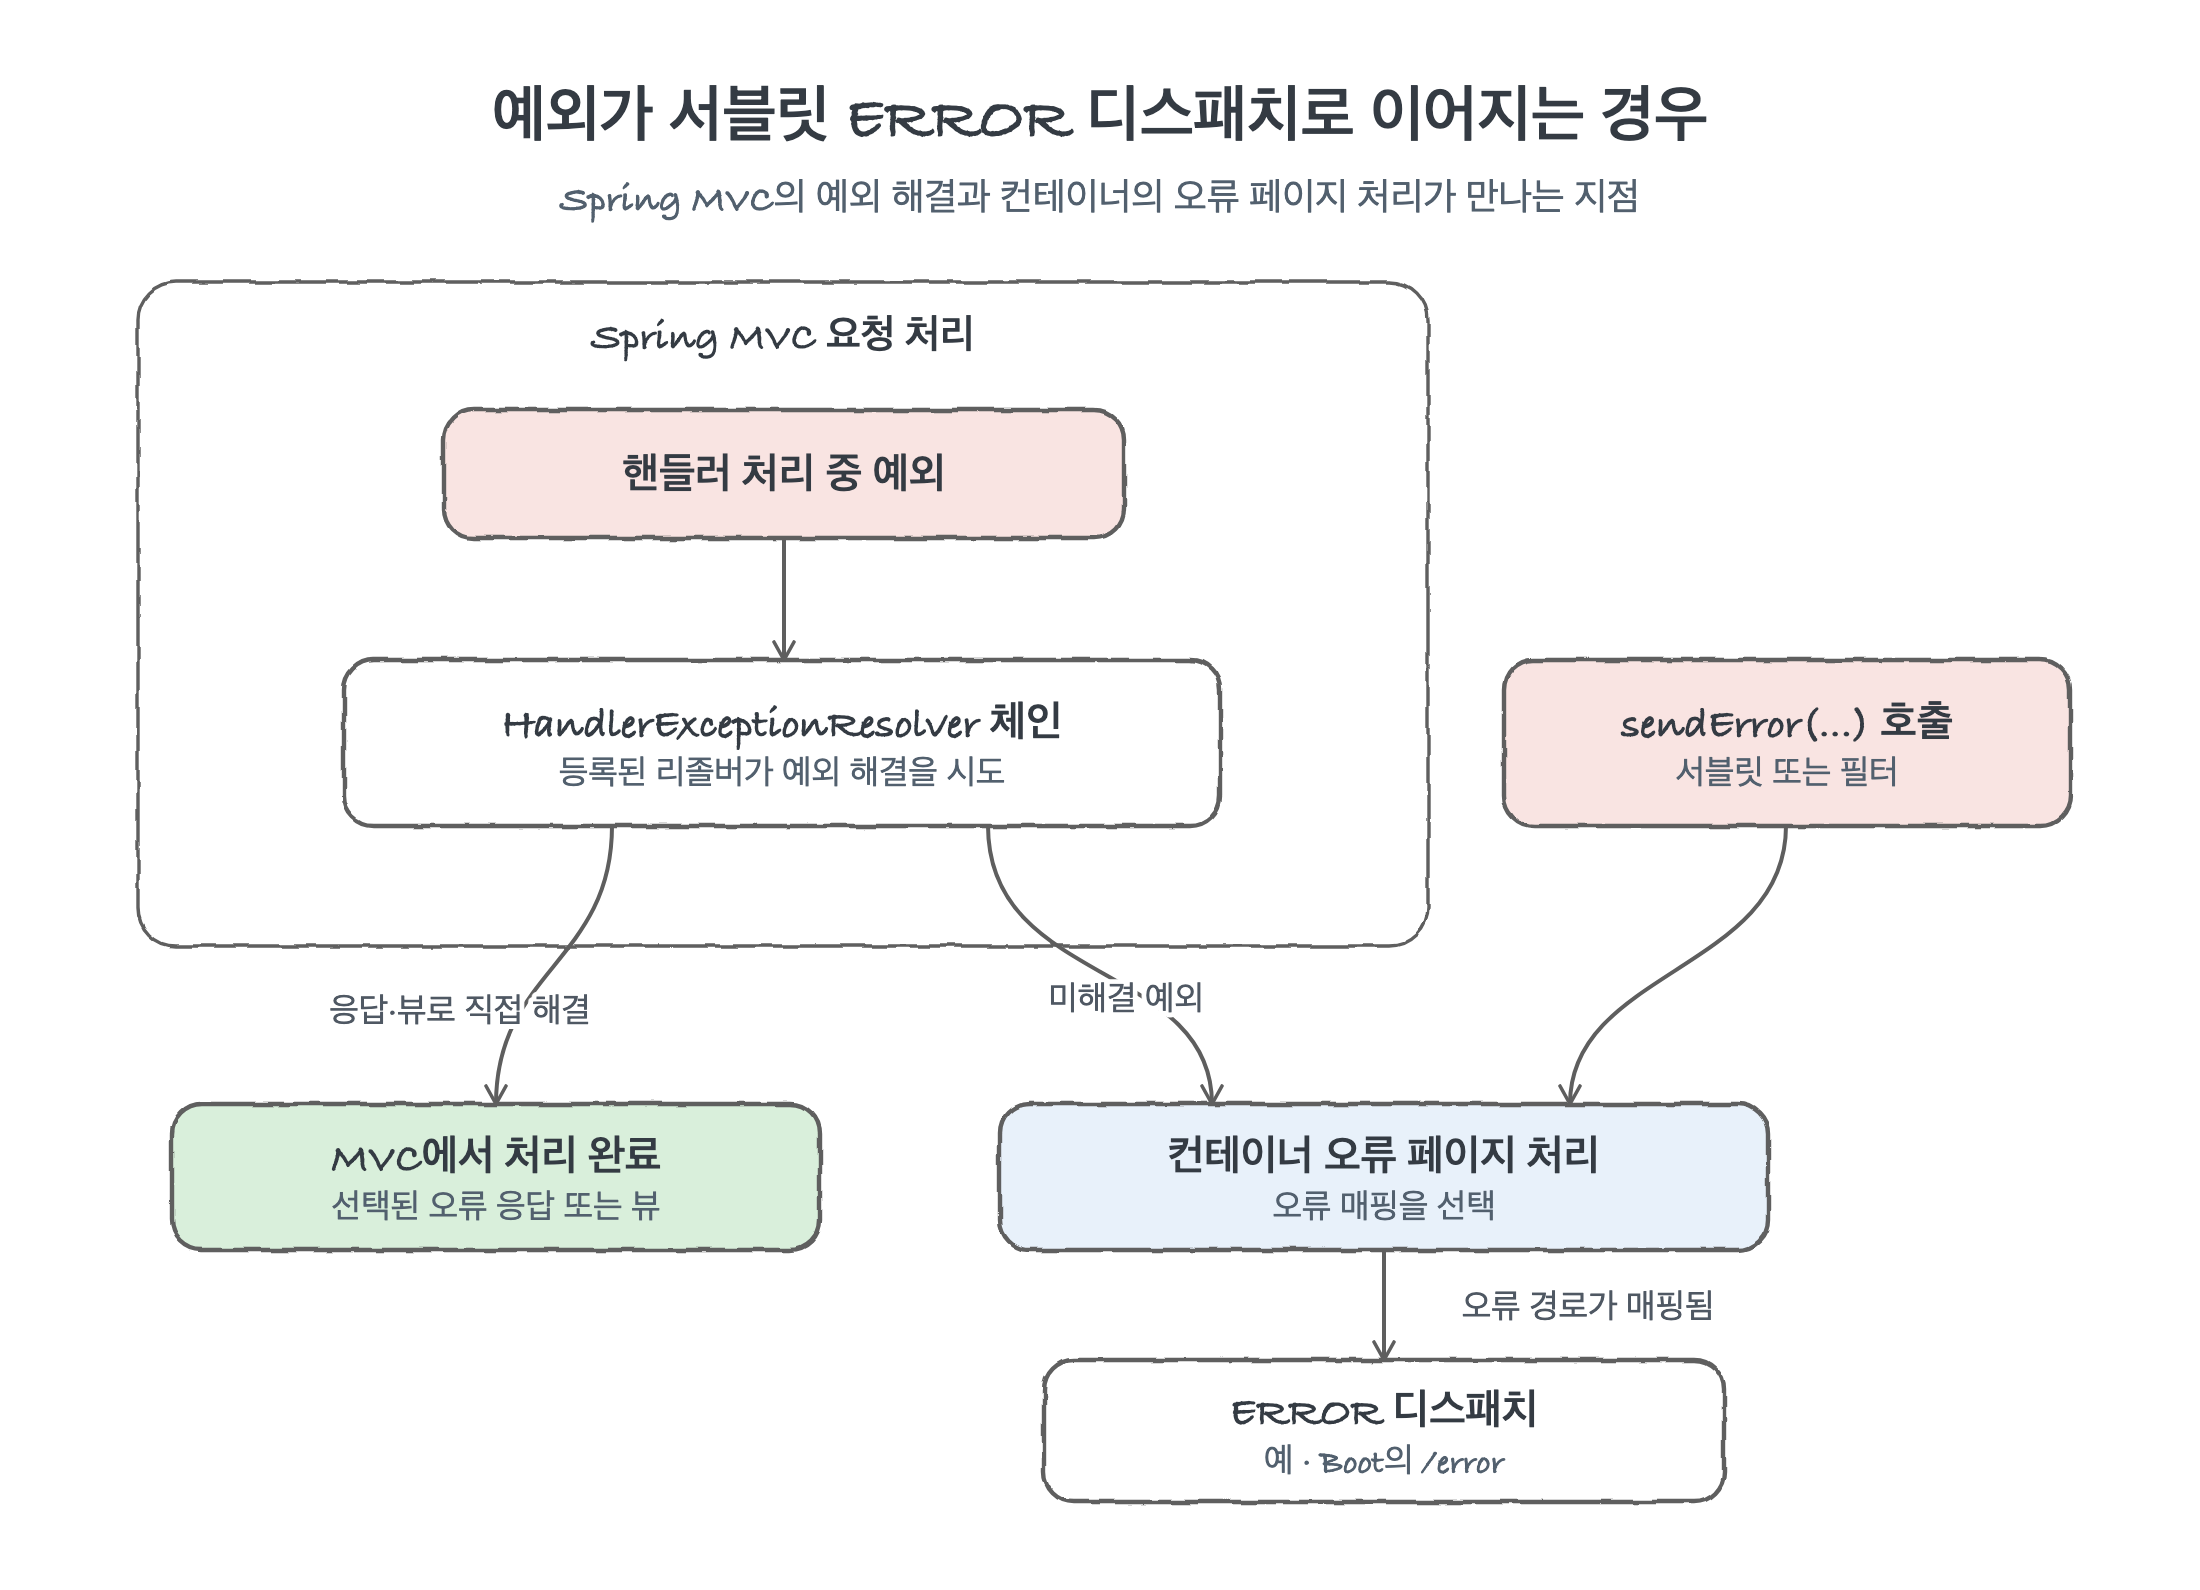 예외가 서블릿 ERROR 디스패치로 이어지는 경우
Spring MVC의 예외 해결과 컨테이너의 오류 페이지 처리가 만나는 지점
Spring MVC 요청 처리
핸들러 처리 중 예외
HandlerExceptionResolver 체인
등록된 리졸버가 예외 해결을 시도
sendError(...) 호출
서블릿 또는 필터
응답·뷰로 직접 해결
미해결 예외
MVC에서 처리 완료
선택된 오류 응답 또는 뷰
컨테이너 오류 페이지 처리
오류 매핑을 선택
오류 경로가 매핑됨
ERROR 디스패치
예 · Boot의 /error